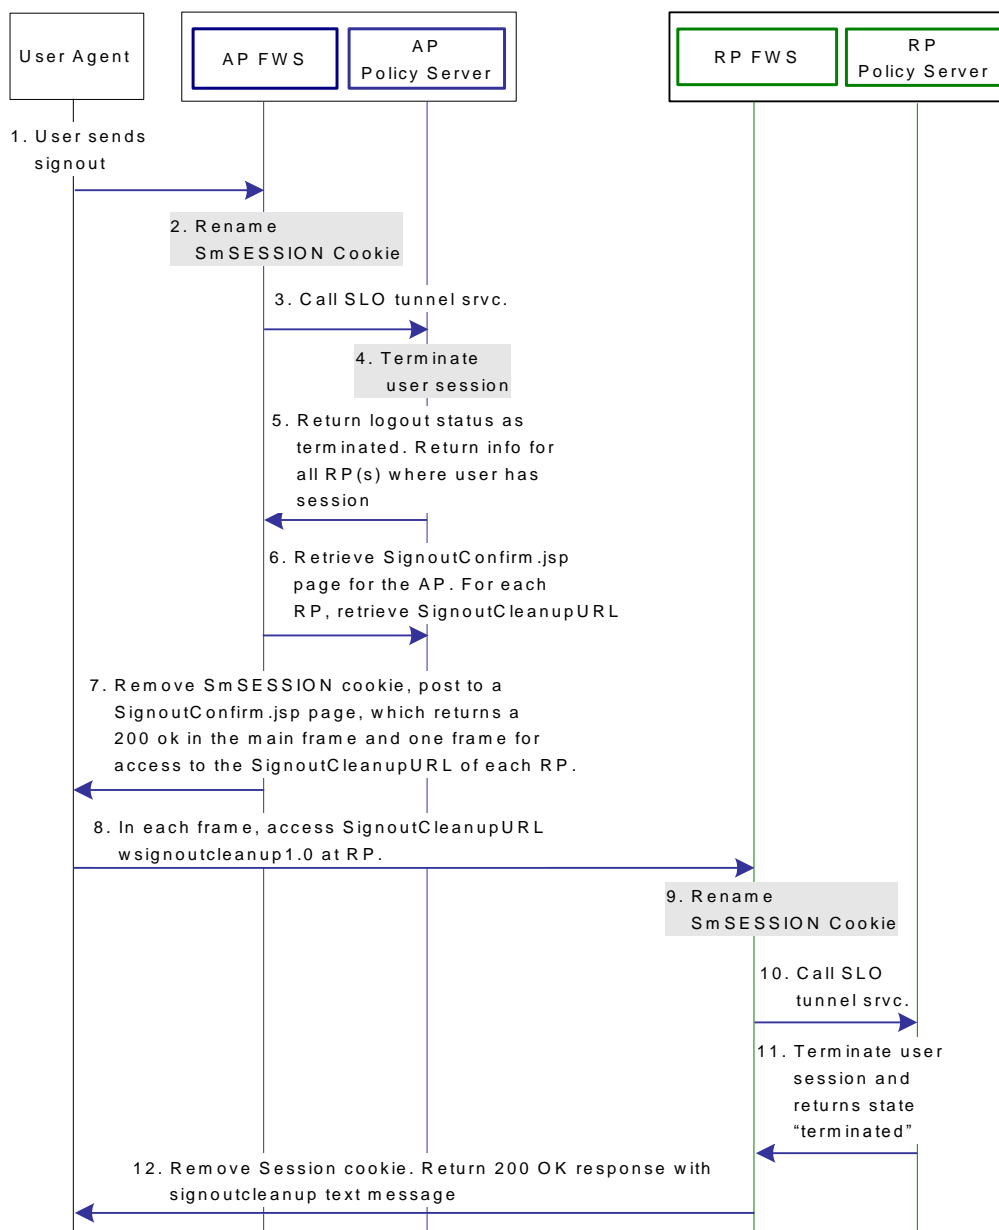 User Agent
AP FWS
AP
Policy Server
RP FWS
RP
Policy Server
1. User sends
signout
2. Rename
SmSESSION Cookie
3. Call SLO tunnel srvc.
4. Terminate
user session
5. Return logout status as
terminated. Return info for
all RP(s) where user has
session
6. Retrieve SignoutConfirm.jsp
page for the AP. For each
RP, retrieve SignoutCleanupURL
7. Remove SmSESSION cookie, post to a
SignoutConfirm.jsp page, which returns a
200 ok in the main frame and one frame for
access to the SignoutCleanupURL of each RP.
8. In each frame, access SignoutCleanupURL
wsignoutcleanup1.0 at RP.
9. Rename
SmSESSION Cookie
10. Call SLO
tunnel srvc.
11. Terminate user
session and
returns state
“terminated”
12. Remove Session cookie. Return 200 OK response with
signoutcleanup text message